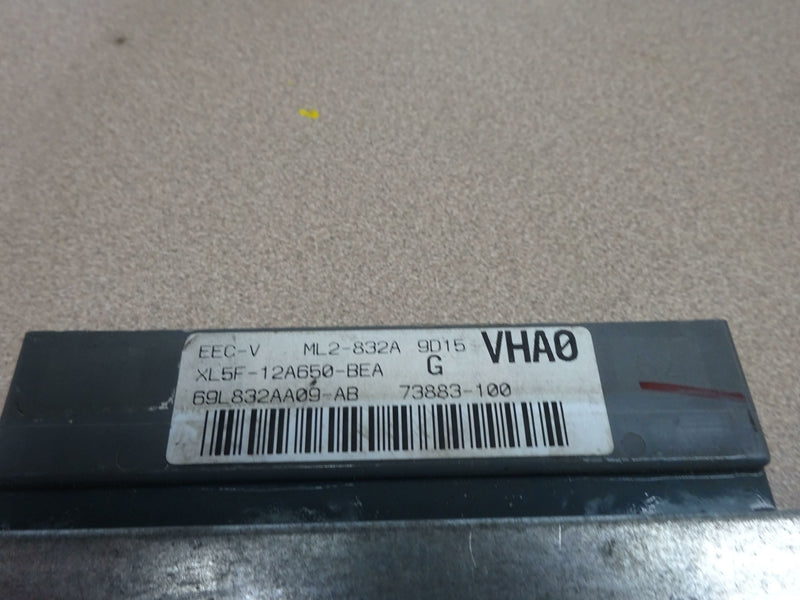 EEC-V ML2-832A 9D15 VHA0
XL5F-12A650-BEA G
69L832AA09-AB 73883-100